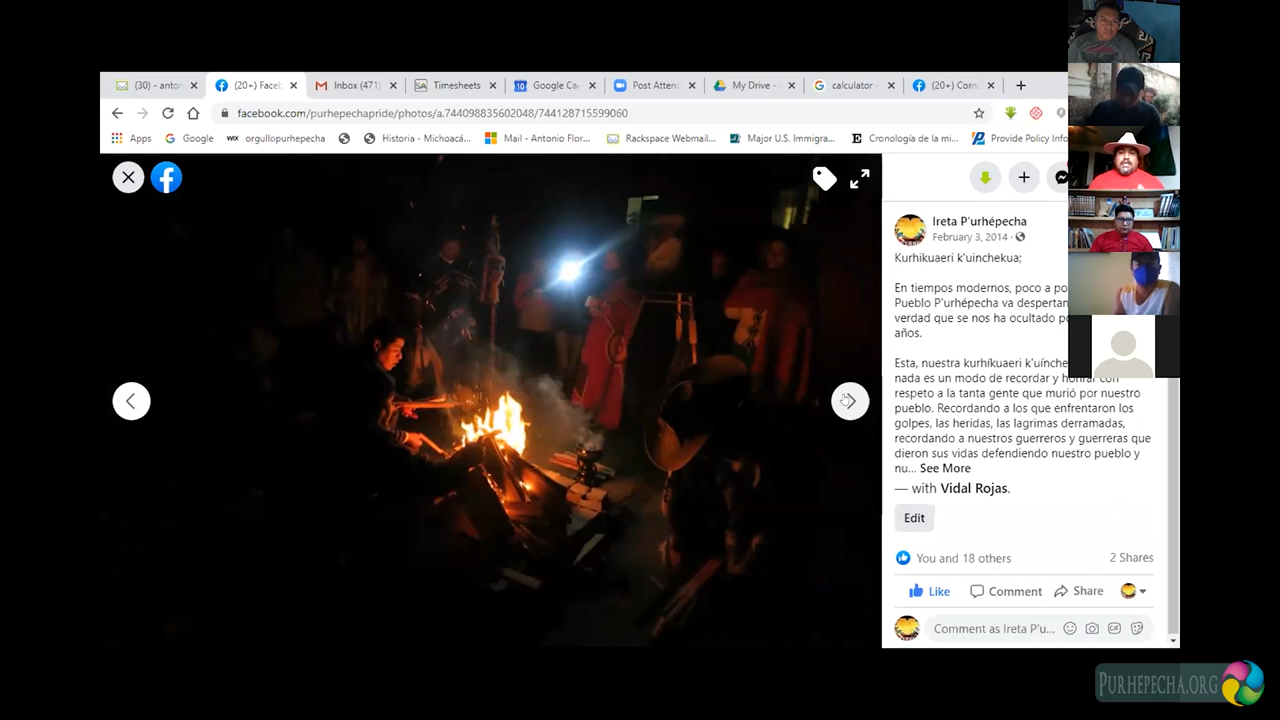 (30) - anton
(20+) Faceb
Inbox (471)
Timesheets
Google Ca
Post Attend
My Drive -
calculator -
(20+) Comu
facebook.com/purhepechapride/photos/a.744098835602048/744128715599060
Apps
Google
WIX orgullopurhepecha
Historia - Michoacá...
Mail - Antonio Flor...
Rackspace Webmail...
Major U.S. Immigra...
Cronología de la mi...
Provide Policy Info
Ireta P'urhépecha
February 3, 2014 ·
Kurhikuaeri k'uinchekua;
En tiempos modernos, poco a po
Pueblo P'urhépecha va despertan
verdad que se nos ha ocultado po
años.
Esta, nuestra kurhíkuaeri k'uínche
nada es un modo de recordar y honrar con
respeto a la tanta gente que murió por nuestro
pueblo. Recordando a los que enfrentaron los
golpes, las heridas, las lagrimas derramadas,
recordando a nuestros guerreros y guerreras que
dieron sus vidas defendiendo nuestro pueblo y
nu... See More
— with Vidal Rojas.
Edit
You and 18 others
2 Shares
Like
Comment
Share
Comment as Ireta P'u...
GIF
PURHEPECHA.ORG